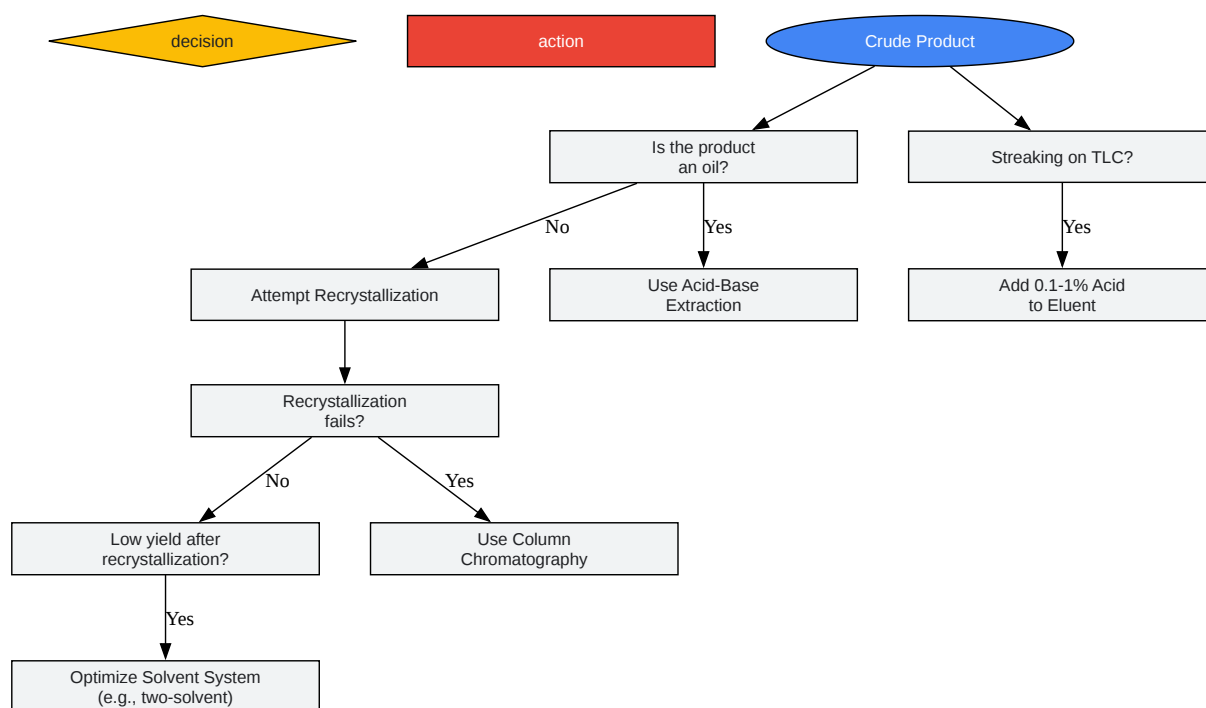 decision
action
Crude Product
Is the product
an oil?
Streaking on TLC?
No
Yes
Yes
Attempt Recrystallization
Use Acid-Base
Extraction
Add 0.1-1% Acid
to Eluent
Recrystallization
fails?
No
Yes
Low yield after
recrystallization?
Use Column
Chromatography
Yes
Optimize Solvent System
(e.g., two-solvent)